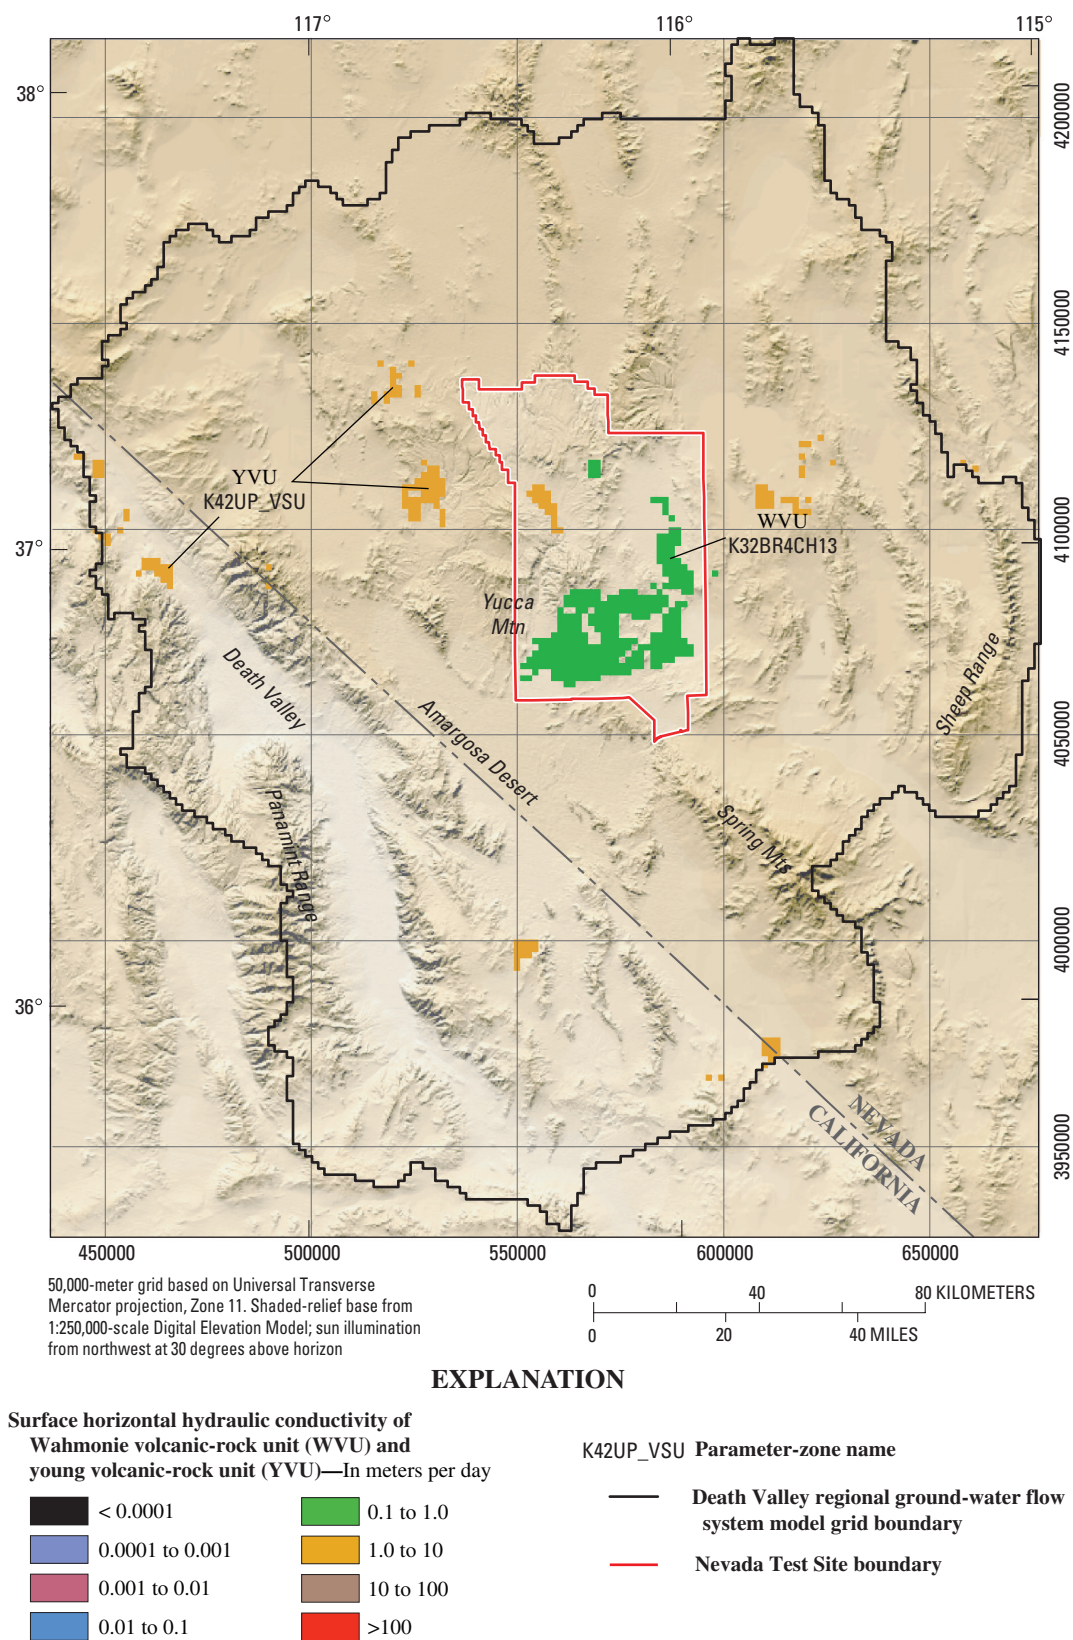 117°
116°
115°
38°
4200000
4150000
YVU
K42UP_VSU
WVU
K32BR4CH13
4100000
37°
Yucca
Mtn
Death Valley
Amargosa Desert
Sheep Range
4050000
Panamint Range
Spring Mts
4000000
36°
NEVADA
CALIFORNIA
3950000
450000
500000
550000
600000
650000
50,000-meter grid based on Universal Transverse
Mercator projection, Zone 11. Shaded-relief base from
1:250,000-scale Digital Elevation Model; sun illumination
from northwest at 30 degrees above horizon
0 40 80 KILOMETERS
0 20 40 MILES
EXPLANATION
Surface horizontal hydraulic conductivity of
Wahmonie volcanic-rock unit (WVU) and
young volcanic-rock unit (YVU)—In meters per day
< 0.0001
0.0001 to 0.001
0.001 to 0.01
0.01 to 0.1
0.1 to 1.0
1.0 to 10
10 to 100
>100
K42UP_VSU Parameter-zone name
Death Valley regional ground-water flow
system model grid boundary
Nevada Test Site boundary